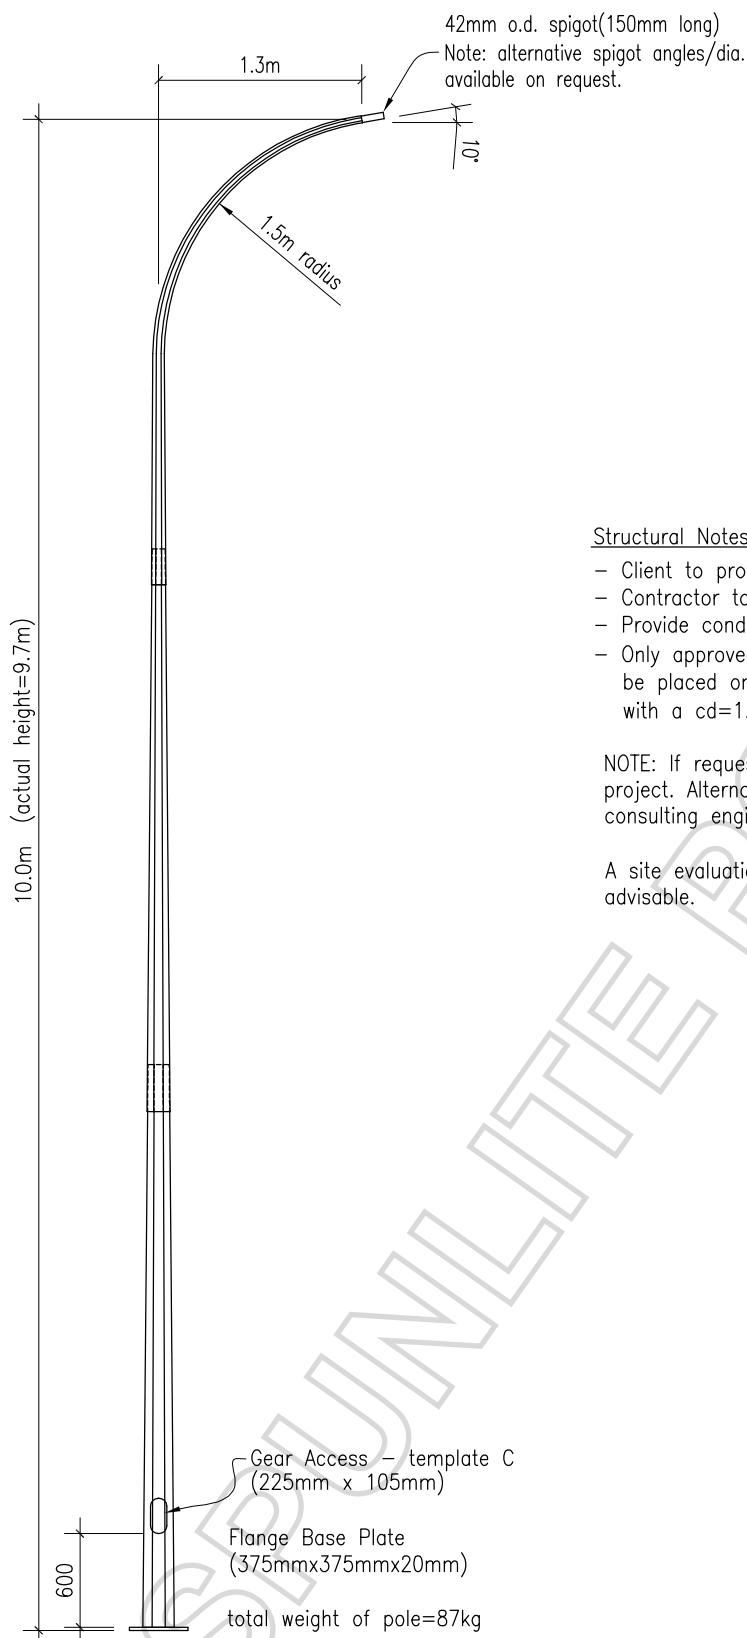 42mm o.d. spigot(150mm long)
Note: alternative spigot angles/dia.
available on request.
1.3m
10°
1.5m radius
10.0m (actual height=9.7m)
Structural Notes
– Client to pro
– Contractor to
– Provide cond
– Only approve
be placed or
with a cd=1.
NOTE: If reques
project. Alterna
consulting engi
A site evaluatio
advisable.
Gear Access – template C
(225mm x 105mm)
Flange Base Plate
(375mmx375mmx20mm)
600
total weight of pole=87kg
SPUNLITE